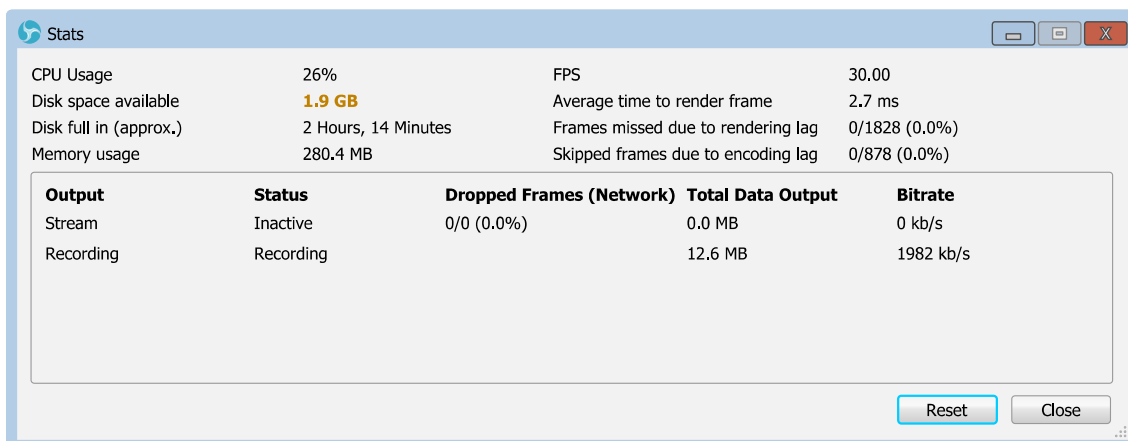 Stats
CPU Usage 26% FPS 30.00
Disk space available 1.9 GB Average time to render frame 2.7 ms
Disk full in (approx.) 2 Hours, 14 Minutes Frames missed due to rendering lag 0/1828 (0.0%)
Memory usage 280.4 MB Skipped frames due to encoding lag 0/878 (0.0%)
Output Status Dropped Frames (Network) Total Data Output Bitrate
Stream Inactive 0/0 (0.0%) 0.0 MB 0 kb/s
Recording Recording 12.6 MB 1982 kb/s
Reset Close